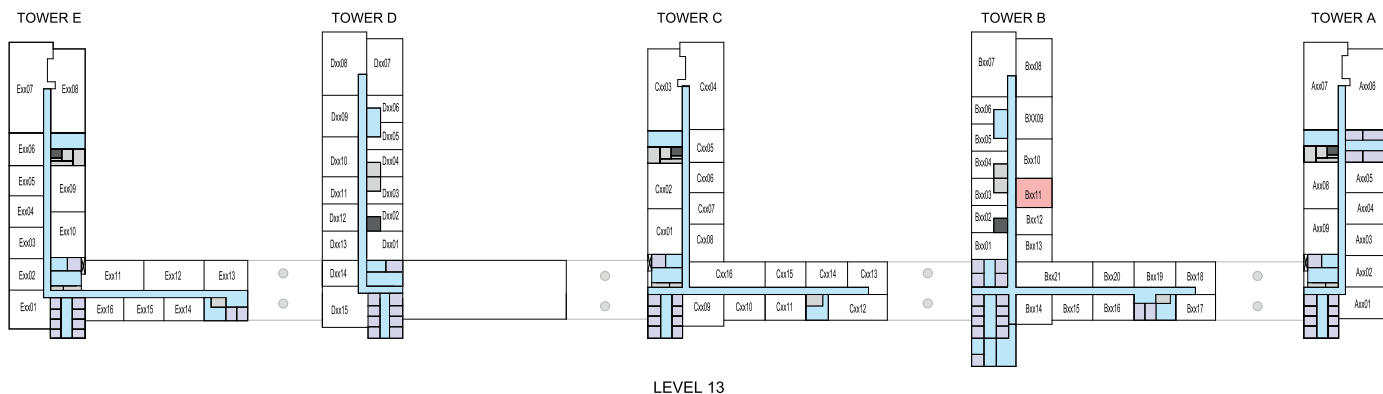 TOWER E
TOWER D
TOWER C
TOWER B
TOWER A
Exx07
Exx08
Exx06
Exx05
Exx09
Exx04
Exx03
Exx10
Exx02
Exx01
Exx11
Exx12
Exx13
Exx16
Exx15
Exx14
Dxx08
Dxx07
Dxx09
Dxx06
Dxx05
Dxx10
Dxx04
Dxx11
Dxx03
Dxx12
Dxx02
Dxx13
Dxx01
Dxx14
Dxx15
Cxx03
Cxx04
Cxx05
Cxx02
Cxx06
Cxx07
Cxx01
Cxx08
Cxx16
Cxx15
Cxx14
Cxx13
Cxx09
Cxx10
Cxx11
Cxx12
Bxx07
Bxx08
Bxx06
BXX09
Bxx05
Bxx04
Bxx10
Bxx03
Bxx11
Bxx02
Bxx12
Bxx01
Bxx13
Bxx21
Bxx20
Bxx19
Bxx18
Bxx14
Bxx15
Bxx16
Bxx17
Axx07
Axx06
Axx08
Axx05
Axx04
Axx09
Axx03
Axx02
Axx01
LEVEL 13